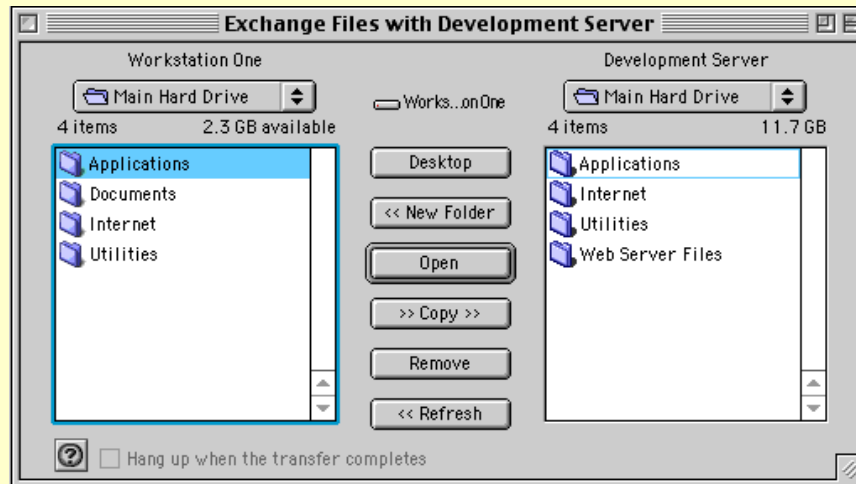 Exchange Files with Development Server
Workstation One
Development Server
Main Hard Drive
Works...onOne
Main Hard Drive
4 items 2.3 GB available
4 items 11.7 GB
Applications
Documents
Internet
Utilities
Desktop
<< New Folder
Open
>> Copy >>
Remove
<< Refresh
Applications
Internet
Utilities
Web Server Files
? Hang up when the transfer completes